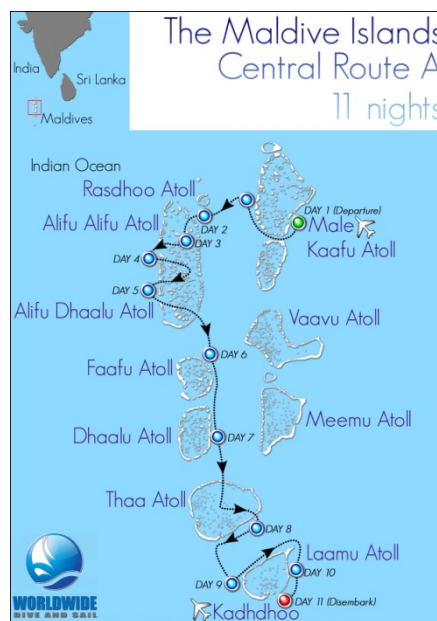 The Maldive Islands
Central Route A
11 nights
India
Sri Lanka
Maldives
Indian Ocean
Rasdhoo Atoll
DAY 1 (Departure)
Alifu Alifu Atoll
DAY 2
Male
DAY 3
Kaafu Atoll
DAY 4
DAY 5
Alifu Dhaalu Atoll
Vaavu Atoll
DAY 6
Faafu Atoll
Meemu Atoll
Dhaalu Atoll
DAY 7
Thaa Atoll
DAY 8
Laamu Atoll
DAY 9
DAY 10
DAY 11 (Disembark)
Kadhdhoo
WORLDWIDE
DIVE AND SAIL